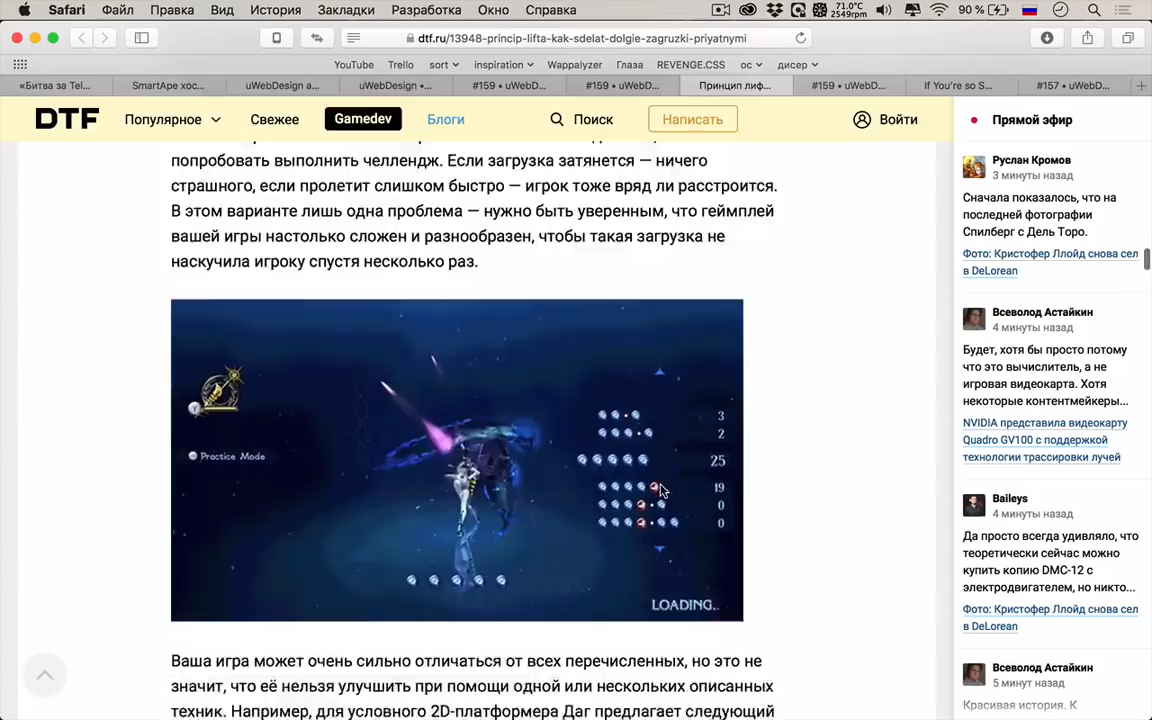 Safari Файл Правка Вид История Закладки Разработка Окно Справка 71.0°C 2549rpm 90 %
dtf.ru/13948-princip-lifta-kak-sdelat-dolgie-zagruzki-priyatnymi
YouTube Trello sort inspiration Wappalyzer Глаза REVENGE.CSS ос дисер
«Битва за Tel... SmartApe хос... uWebDesign a... uWebDesign •... #159 • uWebD... #159 • uWebD... Принцип лиф... #159 • uWebD... If You're so S... #157 • uWebD...
DTF Популярное Свежее Gamedev Блоги Поиск Написать Войти
попробовать выполнить челлендж. Если загрузка затянется — ничего
страшного, если пролетит слишком быстро — игрок тоже вряд ли расстроится.
В этом варианте лишь одна проблема — нужно быть уверенным, что геймплей
вашей игры настолько сложен и разнообразен, чтобы такая загрузка не
наскучила игроку спустя несколько раз.
Practice Mode
3
2
25
19
0
0
LOADING..
Ваша игра может очень сильно отличаться от всех перечисленных, но это не
значит, что её нельзя улучшить при помощи одной или нескольких описанных
техник. Например, для условного 2D-платформера Даг предлагает следующий
Прямой эфир
Руслан Кромов
3 минуты назад
Сначала показалось, что на
последней фотографии
Спилберг с Дель Торо.
Фото: Кристофер Ллойд снова сел
в DeLorean
Всеволод Астайкин
4 минуты назад
Будет, хотя бы просто потому
что это вычислитель, а не
игровая видеокарта. Хотя
некоторые контентмейкеры...
NVIDIA представила видеокарту
Quadro GV100 с поддержкой
технологии трассировки лучей
Baileys
4 минуты назад
Да просто всегда удивляло, что
теоретически сейчас можно
купить копию DMC-12 с
электродвигателем, но никто...
Фото: Кристофер Ллойд снова сел
в DeLorean
Всеволод Астайкин
5 минут назад
Красивая история. К